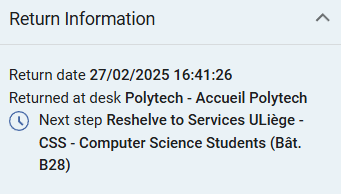 Return Information
Return date 27/02/2025 16:41:26
Returned at desk Polytech - Accueil Polytech
Next step Reshelve to Services ULiège -
CSS - Computer Science Students (Bât.
B28)